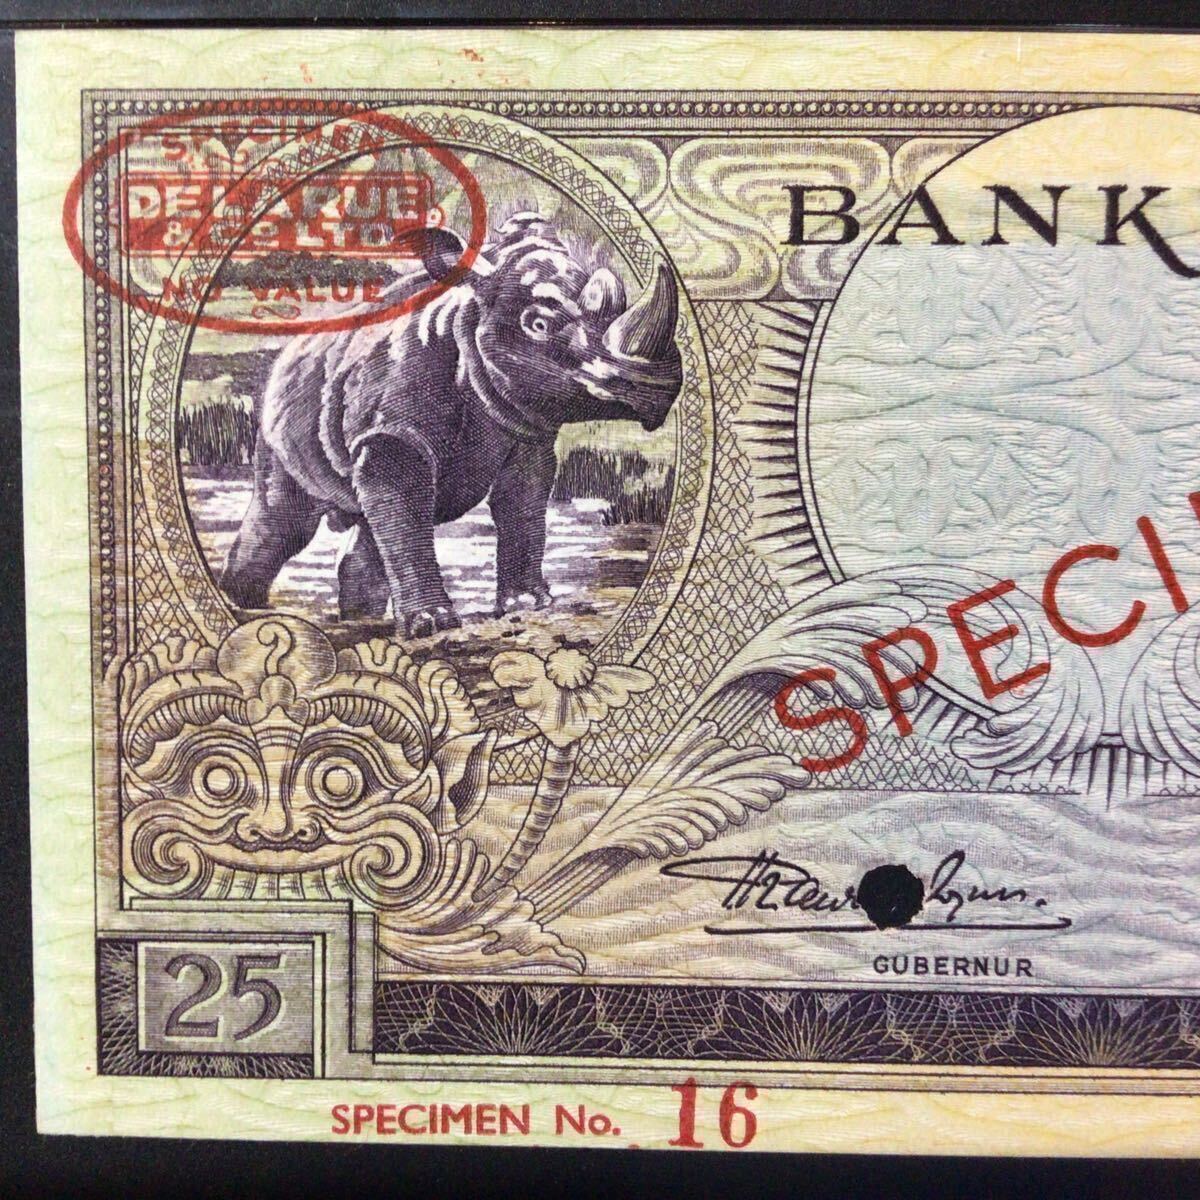 SPECIMEN
DE LA RUE
& Co LTD.
NO VALUE
BANK
SPECI
GUBERNUR
25
SPECIMEN No. 16